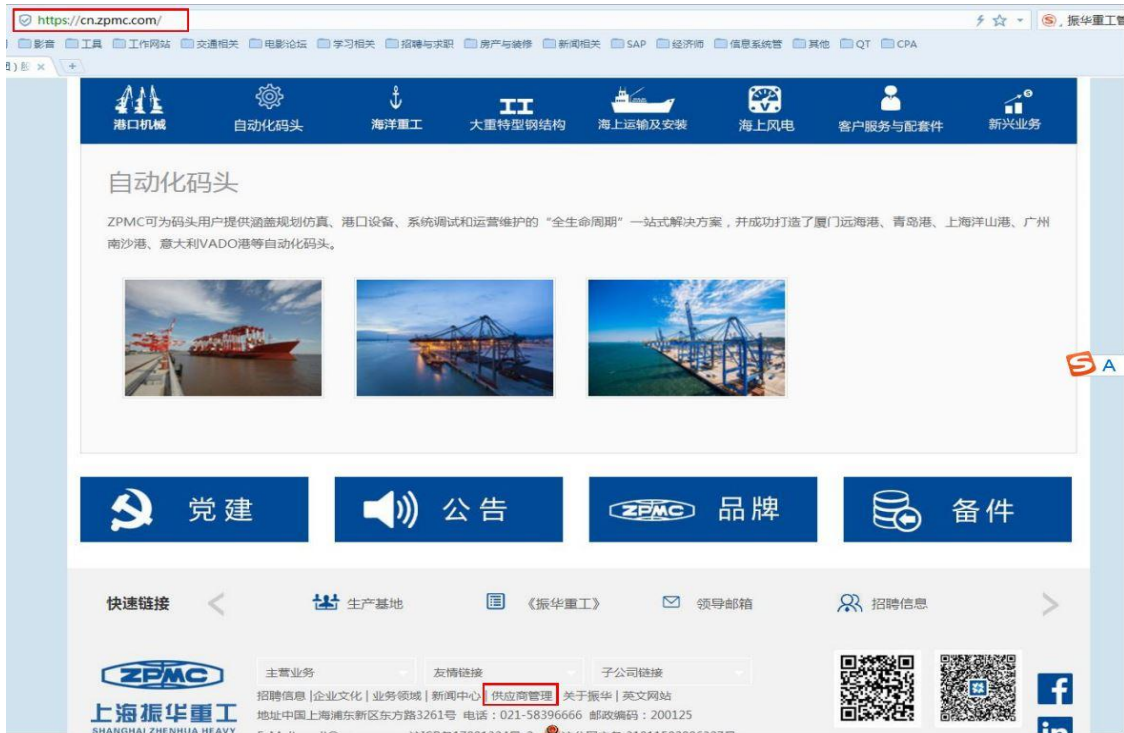 https://cn.zpmc.com/
振华重工官
影音 工具 工作网站 交通相关 电影论坛 学习相关 招聘与求职 房产与装修 新闻相关 SAP 经济师 信息系统管 其他 QT CPA
港口机械 自动化码头 海洋重工 大重特型钢结构 海上运输及安装 海上风电 客户服务与配套件 新兴业务
自动化码头
ZPMC可为码头用户提供涵盖规划仿真、港口设备、系统调试和运营维护的“全生命周期”一站式解决方案,并成功打造了厦门远海港、青岛港、上海洋山港、广州
南沙港、意大利VADO港等自动化码头。
S A
党建 公告 ZPMC 品牌 备件
快速链接 生产基地 《振华重工》 领导邮箱 招聘信息
ZPMC
主营业务 友情链接 子公司链接
招聘信息|企业文化|业务领域|新闻中心|供应商管理 关于振华|英文网站
上海振华重工
地址中国上海浦东新区东方路3261号 电话:021-58396666 邮政编码:200125
SHANGHAI ZHENHUA HEAVY
f
in